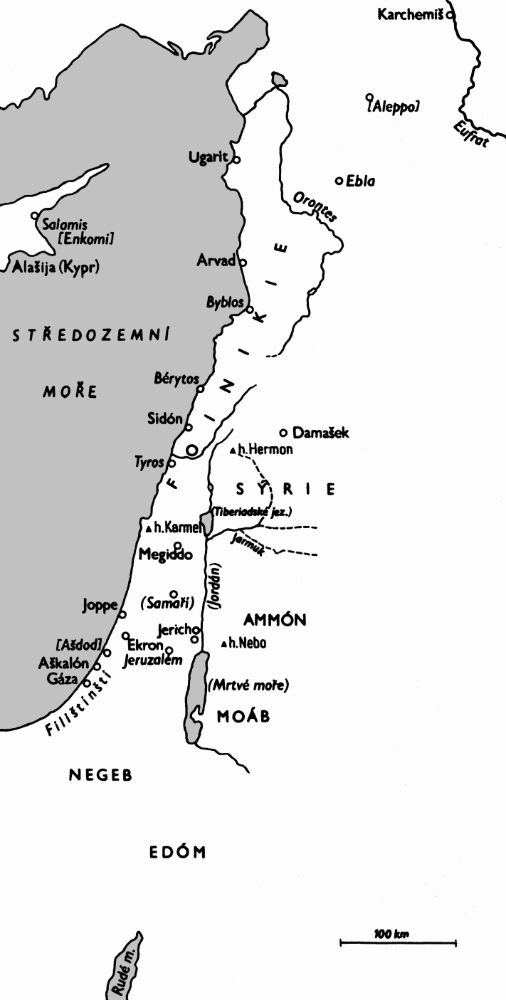 Karchemiš
[Aleppo]
Eufrat
Ugarit
Ebla
Orontes
Salamis
[Enkomi]
Alašija (Kypr)
Arvad
Byblos
STŘEDOZEMNÍ
MOŘE
FINIKIE
Bérytos
Sidón
Damašek
h.Hermon
Tyros
SÝRIE
(Tiberiadské jez.)
h.Karmel
Jarmuk
Megiddo
(Jordán)
(Samaří)
Joppe
AMMÓN
Jericho
[Ašdod]
Ekron
h.Nebo
Jeruzalém
Aškalón
Gáza
Filištínští
(Mrtvé moře)
MOÁB
NEGEB
EDÓM
100 km
Rudé m.